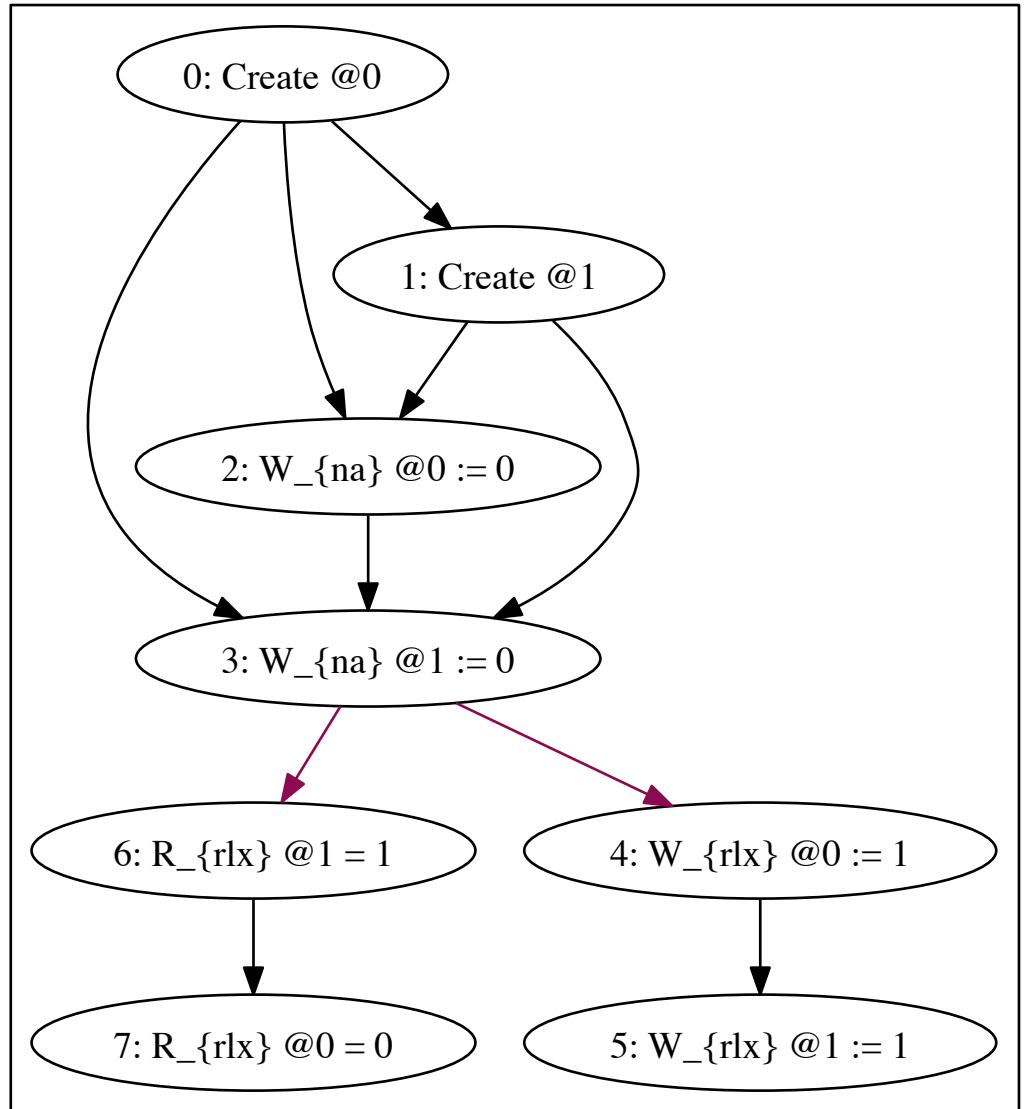 0: Create @0
1: Create @1
2: W_{na} @0 := 0
3: W_{na} @1 := 0
6: R_{rlx} @1 = 1
4: W_{rlx} @0 := 1
7: R_{rlx} @0 = 0
5: W_{rlx} @1 := 1